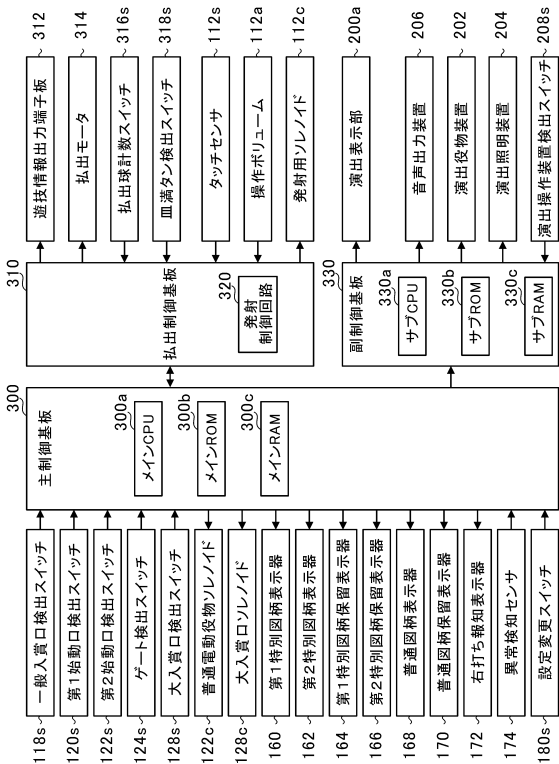 118s 一般入賞口検出スイッチ
120s 第1始動口検出スイッチ
122s 第2始動口検出スイッチ
124s ゲート検出スイッチ
128s 大入賞口検出スイッチ
122c 普通電動役物ソレノイド
128c 大入賞口ソレノイド
160 第1特別図柄表示器
162 第2特別図柄表示器
164 第1特別図柄保留表示器
166 第2特別図柄保留表示器
168 普通図柄表示器
170 普通図柄保留表示器
172 右打ち報知表示器
174 異常検知センサ
180s 設定変更スイッチ
300
主制御基板
300a
メインCPU
300b
メインROM
300c
メインRAM
310
払出制御基板
320
発射
制御回路
330
副制御基板
330a
サブCPU
330b
サブROM
330c
サブRAM
遊技情報出力端子板 312
払出モータ 314
払出球計数スイッチ 316s
皿満タン検出スイッチ 318s
タッチセンサ 112s
操作ボリューム 112a
発射用ソレノイド 112c
演出表示部 200a
音声出力装置 206
演出役物装置 202
演出照明装置 204
演出操作装置検出スイッチ 208s